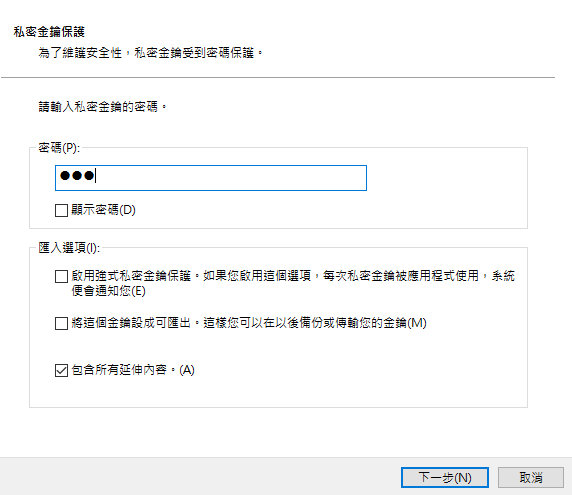 私密金鑰保護
為了維護安全性，私密金鑰受到密碼保護。
請輸入私密金鑰的密碼。
密碼(P):
●●●
顯示密碼(D)
匯入選項(I):
啟用強式私密金鑰保護。如果您啟用這個選項，每次私密金鑰被應用程式使用，系統
便會通知您(E)
將這個金鑰設成可匯出。這樣您可以在以後備份或傳輸您的金鑰(M)
包含所有延伸內容。(A)
下一步(N)
取消